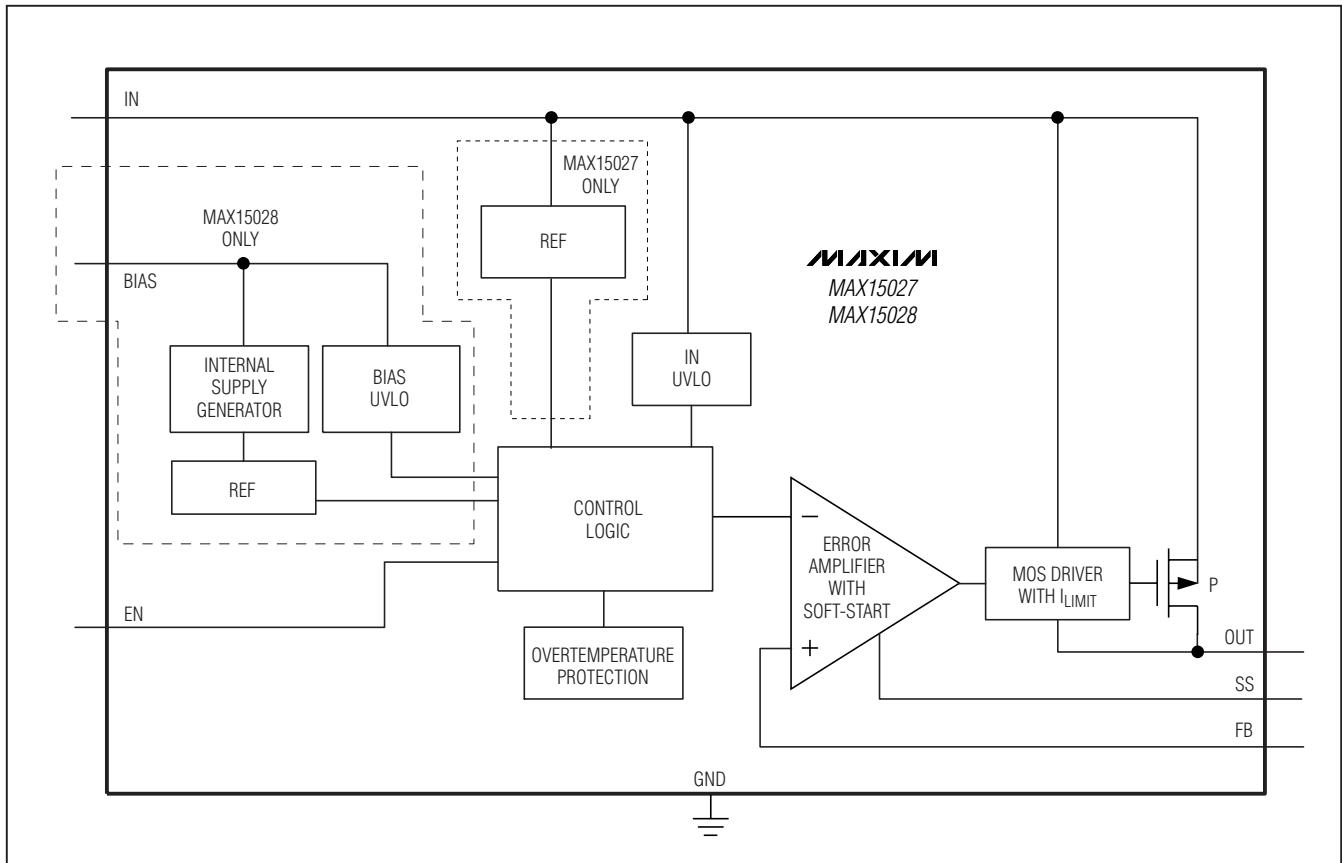 IN
MAX15027
ONLY
MAX15028
ONLY
REF
MAXIM
MAX15027
MAX15028
BIAS
INTERNAL
SUPPLY
GENERATOR
BIAS
UVLO
IN
UVLO
REF
CONTROL
LOGIC
−
ERROR
AMPLIFIER
WITH
SOFT-START
+
MOS DRIVER
WITH ILIMIT
P
EN
OVERTEMPERATURE
PROTECTION
OUT
SS
FB
GND